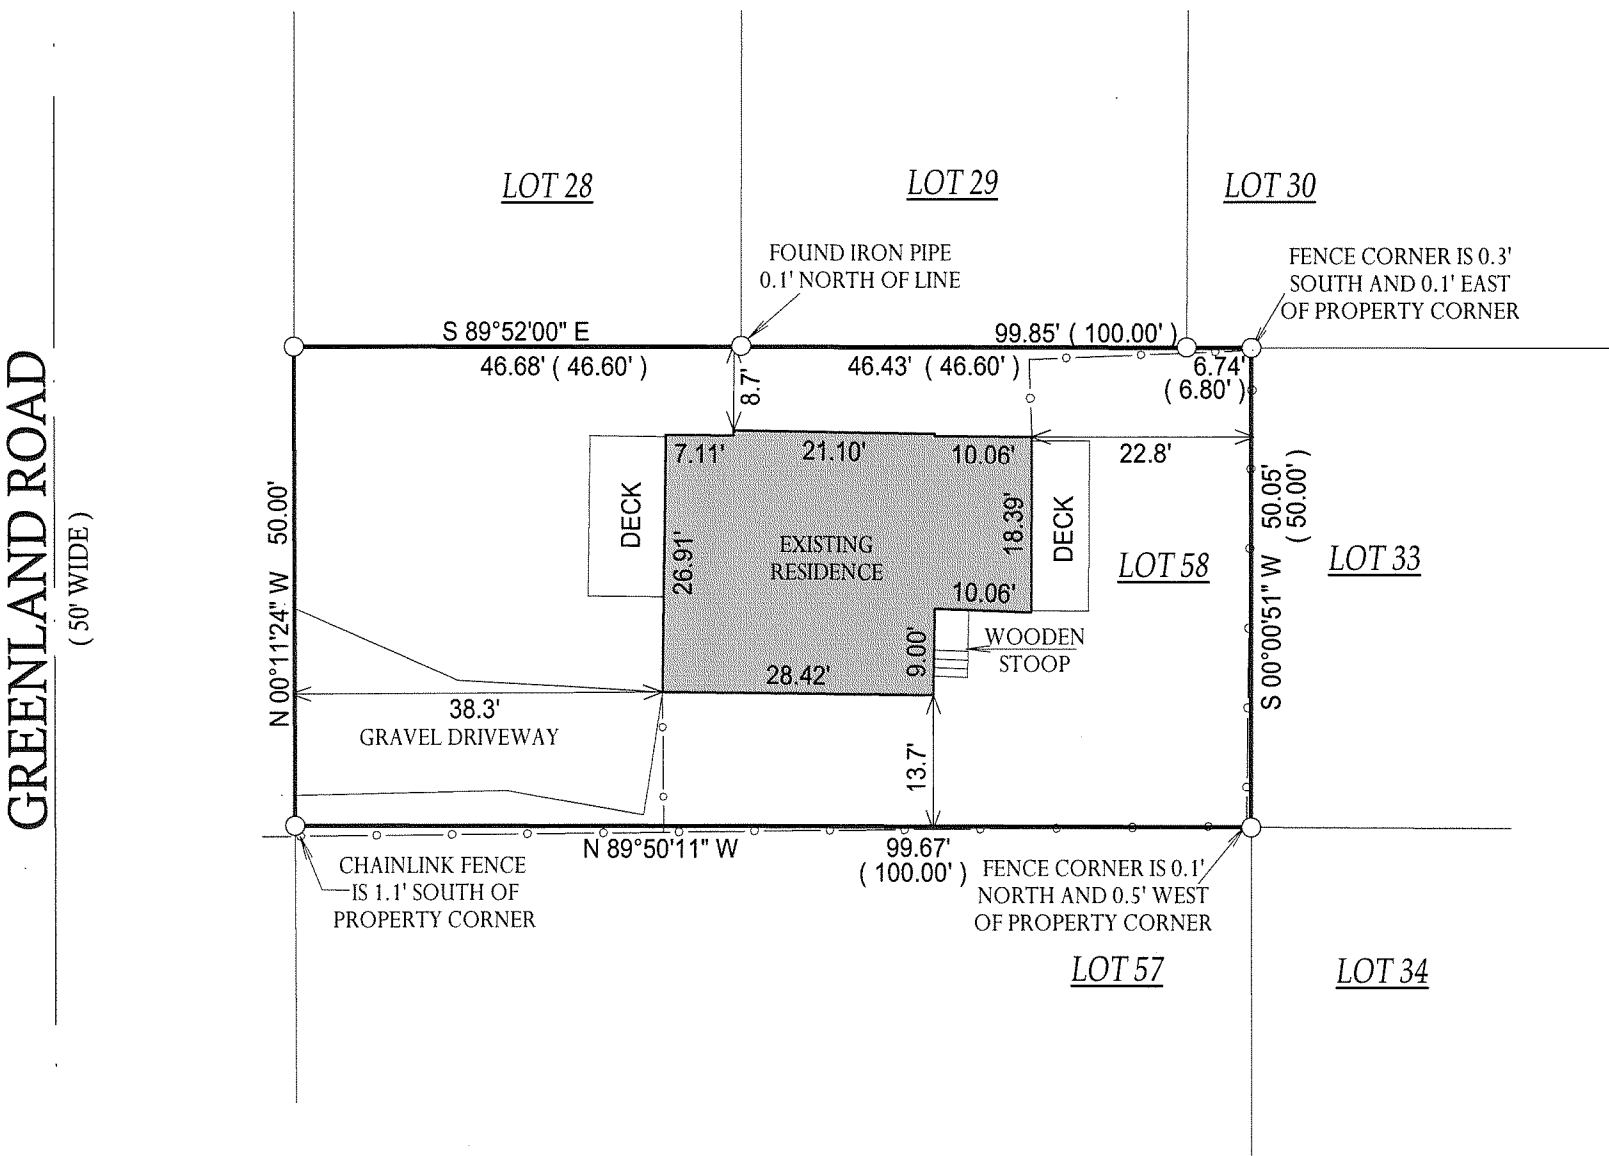 LOT 28
LOT 29
LOT 30
FOUND IRON PIPE
0.1' NORTH OF LINE
FENCE CORNER IS 0.3'
SOUTH AND 0.1' EAST
OF PROPERTY CORNER
S 89°52'00" E
99.85' ( 100.00' )
46.68' ( 46.60' )
46.43' ( 46.60' )
6.74'
( 6.80' )
8.7'
GREENLAND ROAD
( 50' WIDE )
N 00°11'24" W 50.00'
7.11'
21.10'
10.06'
22.8'
DECK
26.91'
EXISTING
RESIDENCE
18.39'
DECK
LOT 58
S 00°00'51" W 50.05'
( 50.00' )
LOT 33
10.06'
9.00'
WOODEN
STOOP
28.42'
38.3'
GRAVEL DRIVEWAY
13.7'
N 89°50'11" W
99.67'
( 100.00' )
CHAINLINK FENCE
IS 1.1' SOUTH OF
PROPERTY CORNER
FENCE CORNER IS 0.1'
NORTH AND 0.5' WEST
OF PROPERTY CORNER
LOT 57
LOT 34